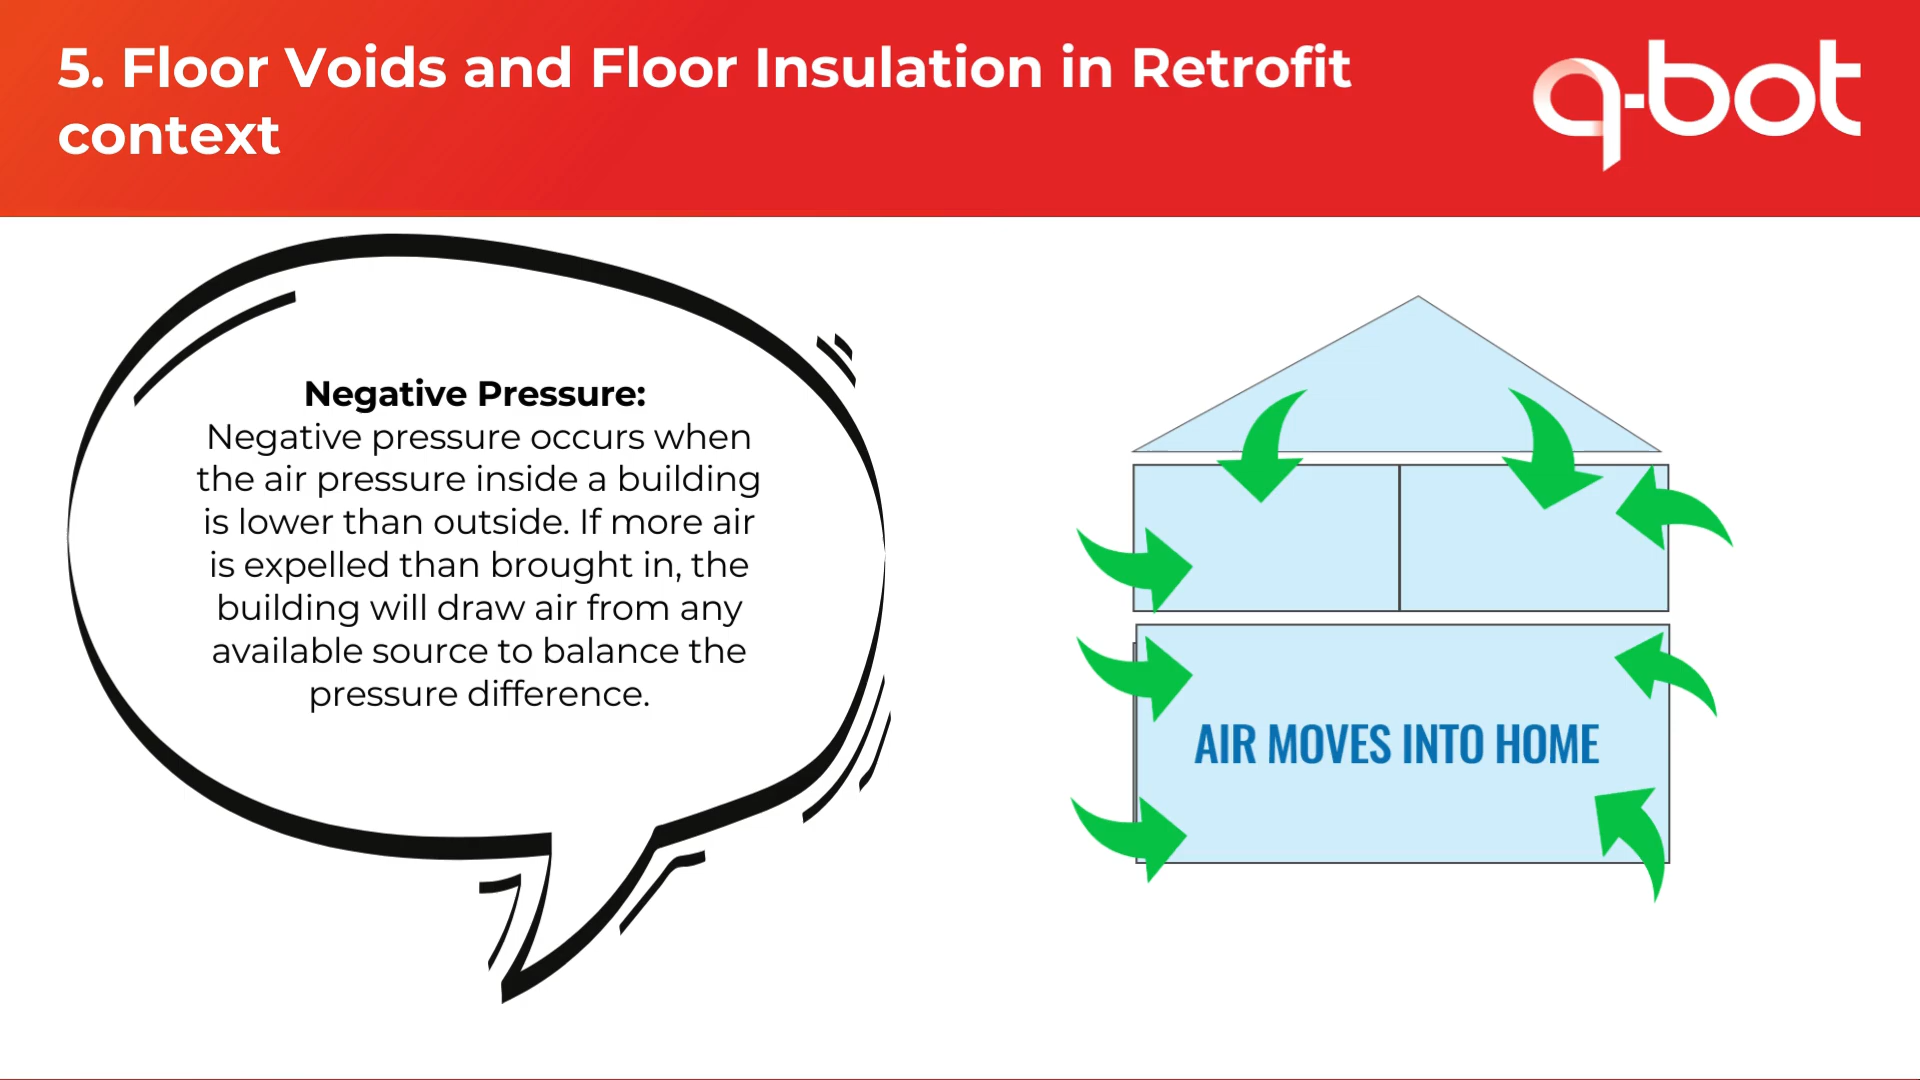 5. Floor Voids and Floor Insulation in Retrofit
context
q-bot
Negative Pressure:
Negative pressure occurs when
the air pressure inside a building
is lower than outside. If more air
is expelled than brought in, the
building will draw air from any
available source to balance the
pressure difference.
AIR MOVES INTO HOME